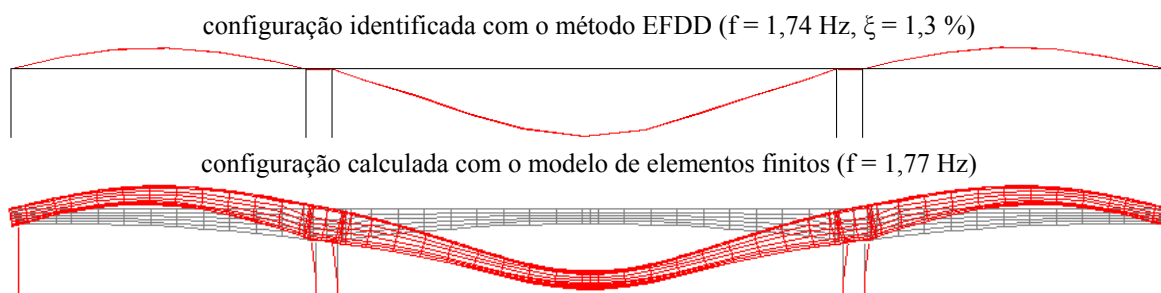 configuração identificada com o método EFDD (f = 1,74 Hz, ξ = 1,3 %)
configuração calculada com o modelo de elementos finitos (f = 1,77 Hz)